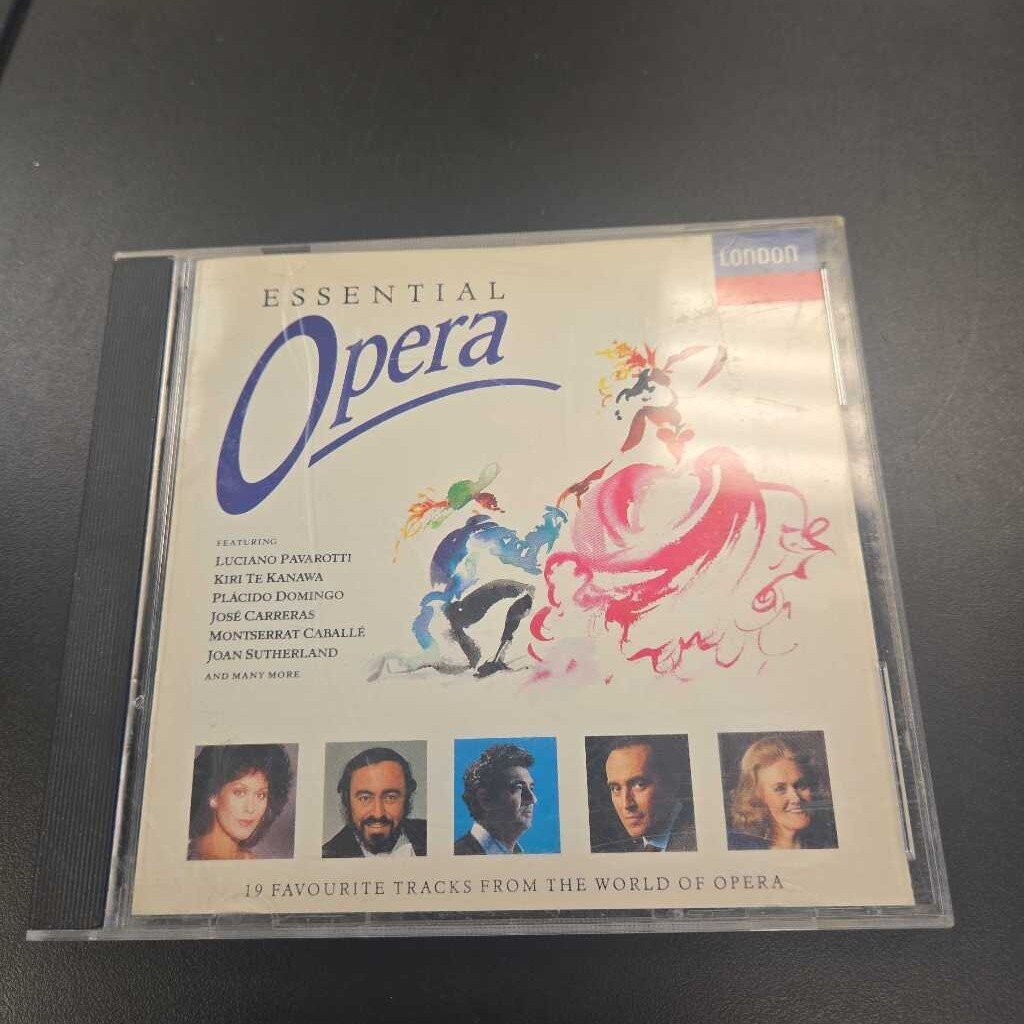 LONDON
ESSENTIAL
Opera
FEATURING
LUCIANO PAVAROTTI
KIRI TE KANAWA
PLÁCIDO DOMINGO
JOSÉ CARRERAS
MONTSERRAT CABALLÉ
JOAN SUTHERLAND
AND MANY MORE
19 FAVOURITE TRACKS FROM THE WORLD OF OPERA